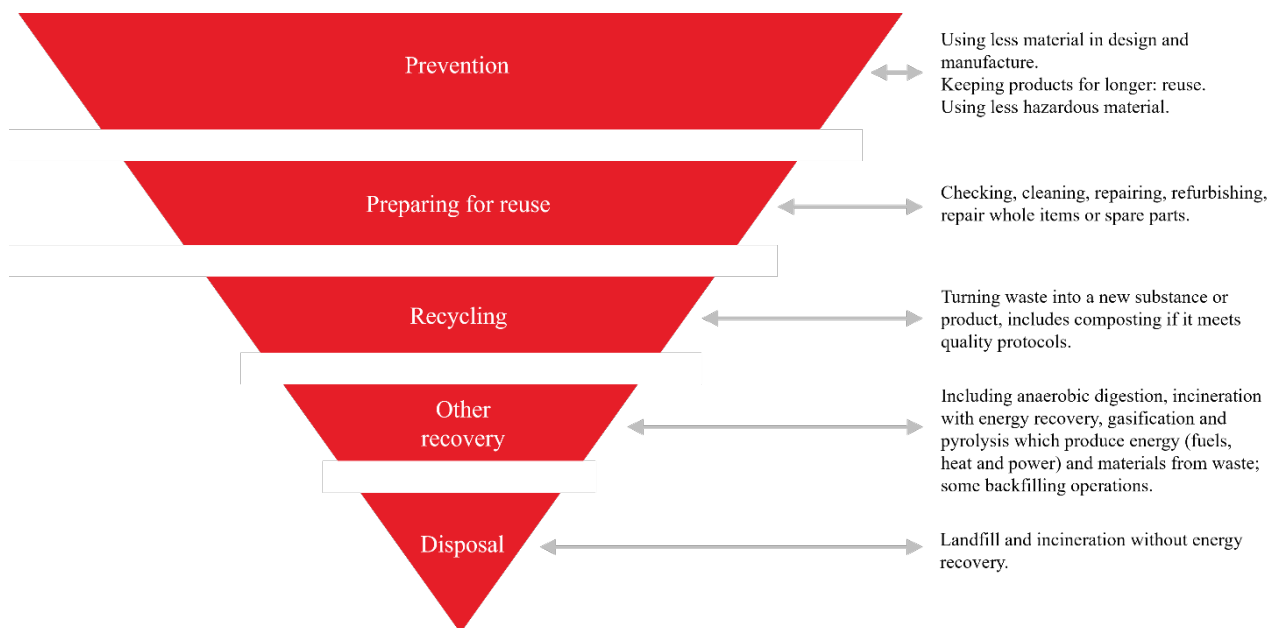 Prevention
Using less material in design and
manufacture.
Keeping products for longer: reuse.
Using less hazardous material.
Preparing for reuse
Checking, cleaning, repairing, refurbishing,
repair whole items or spare parts.
Recycling
Turning waste into a new substance or
product, includes composting if it meets
quality protocols.
Other
recovery
Including anaerobic digestion, incineration
with energy recovery, gasification and
pyrolysis which produce energy (fuels,
heat and power) and materials from waste;
some backfilling operations.
Disposal
Landfill and incineration without energy
recovery.